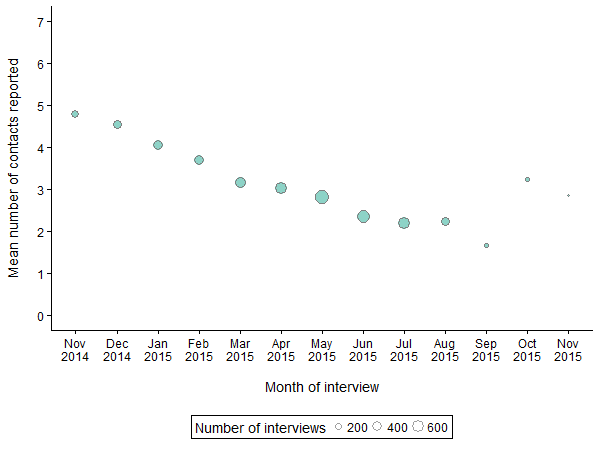 7
6
5
4
3
2
1
0
Mean number of contacts reported
Nov Dec Jan Feb Mar Apr May Jun Jul Aug Sep Oct Nov
2014 2014 2015 2015 2015 2015 2015 2015 2015 2015 2015 2015 2015
Month of interview
Number of interviews 200 400 600